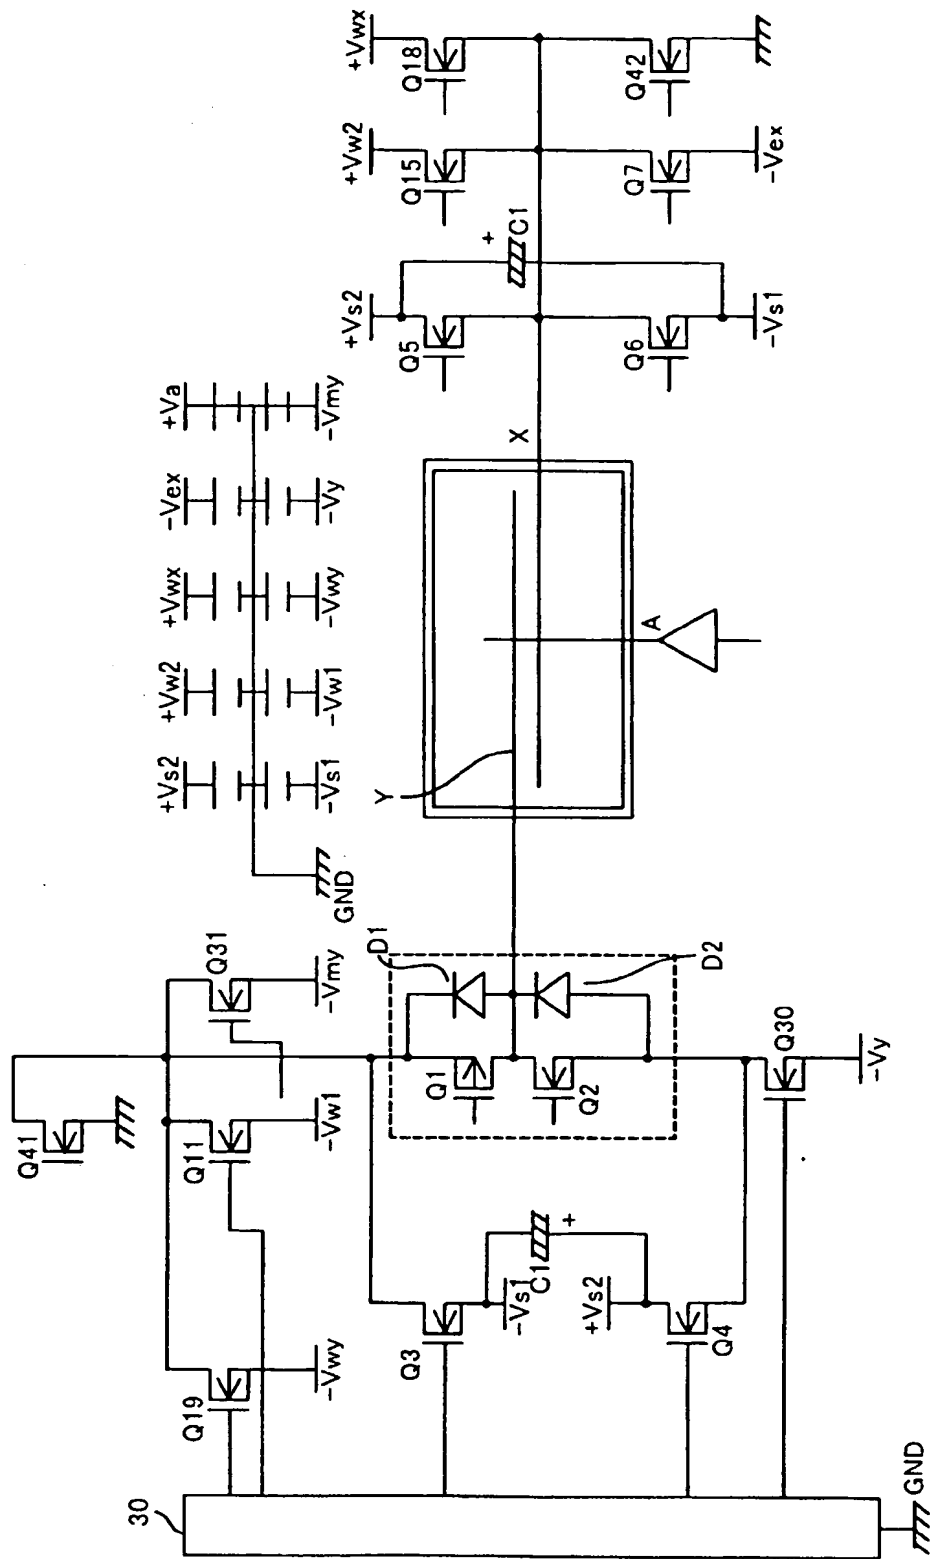 +Vwx
Q18
Q42
+Vw2
Q15
Q7
-Vex
+
C1
+Vs2
Q5
Q6
-Vs1
+Va
-Vmy
-Vex
-Vy
+Vwx
-Vwy
+Vw2
-Vw1
+Vs2
-Vs1
GND
X
A
Y
Q31
-Vmy
D1
D2
Q41
Q11
-Vw1
Q1
Q2
Q30
-Vy
Q19
-Vwy
Q3
-Vs1
C1
+
+Vs2
Q4
30
GND